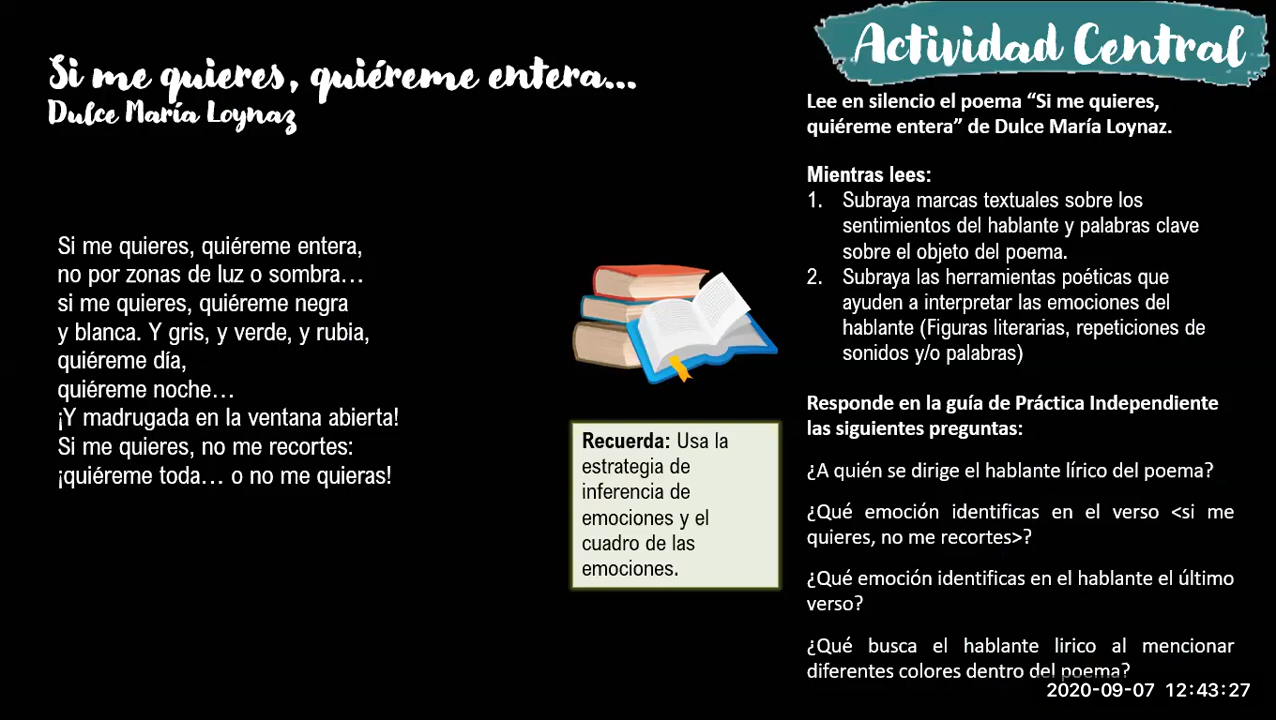 Si me quieres, quiéreme entera...
Dulce María Loynaz
Si me quieres, quiéreme entera,
no por zonas de luz o sombra…
si me quieres, quiéreme negra
y blanca. Y gris, y verde, y rubia,
quiéreme día,
quiéreme noche…
¡Y madrugada en la ventana abierta!
Si me quieres, no me recortes:
¡quiéreme toda… o no me quieras!
Recuerda: Usa la
estrategia de
inferencia de
emociones y el
cuadro de las
emociones.
Actividad Central
Lee en silencio el poema “Si me quieres,
quiéreme entera” de Dulce María Loynaz.
Mientras lees:
1. Subraya marcas textuales sobre los
sentimientos del hablante y palabras clave
sobre el objeto del poema.
2. Subraya las herramientas poéticas que
ayuden a interpretar las emociones del
hablante (Figuras literarias, repeticiones de
sonidos y/o palabras)
Responde en la guía de Práctica Independiente
las siguientes preguntas:
¿A quién se dirige el hablante lírico del poema?
¿Qué emoción identificas en el verso <si me
quieres, no me recortes>?
¿Qué emoción identificas en el hablante el último
verso?
¿Qué busca el hablante lirico al mencionar
diferentes colores dentro del poema?
2020-09-07 12:43:27